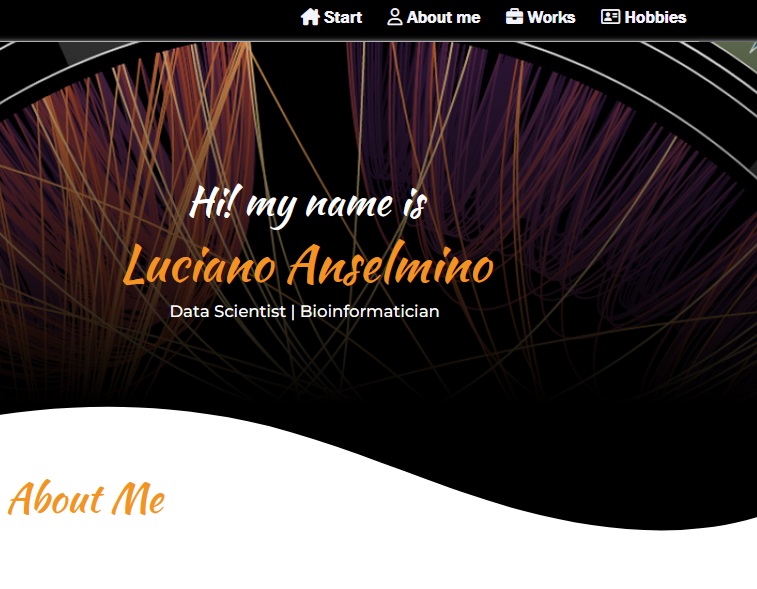 Start About me Works Hobbies
Hi! my name is
Luciano Anselmino
Data Scientist | Bioinformatician
About Me